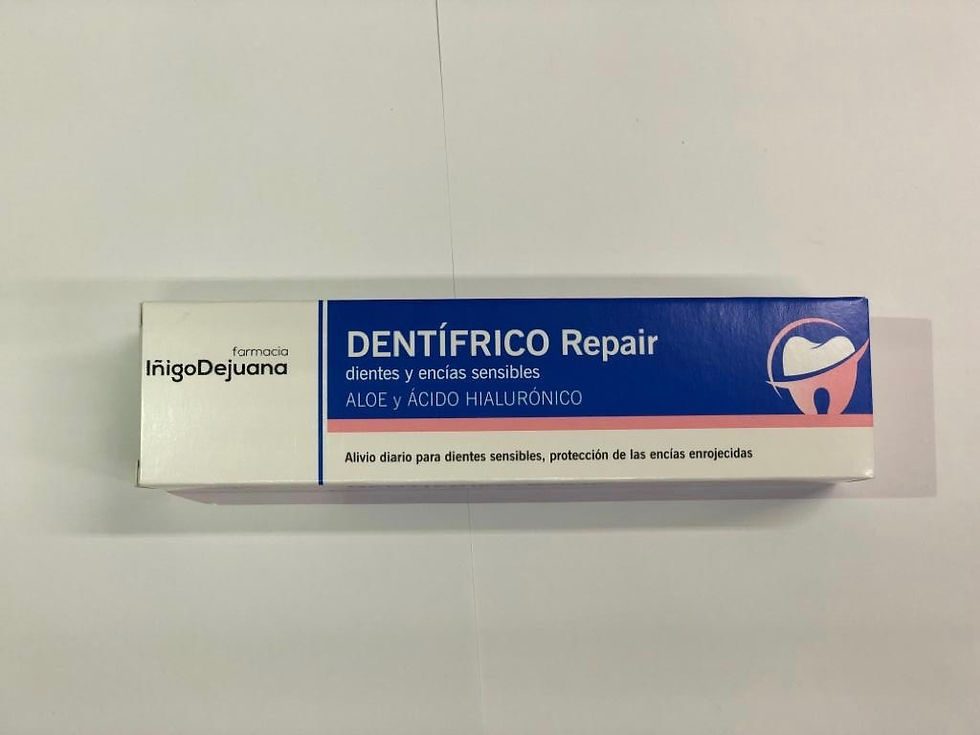 farmacia
IñigoDejuana
DENTÍFRICO Repair
dientes y encías sensibles
ALOE y ÁCIDO HIALURÓNICO
Alivio diario para dientes sensibles, protección de las encías enrojecidas